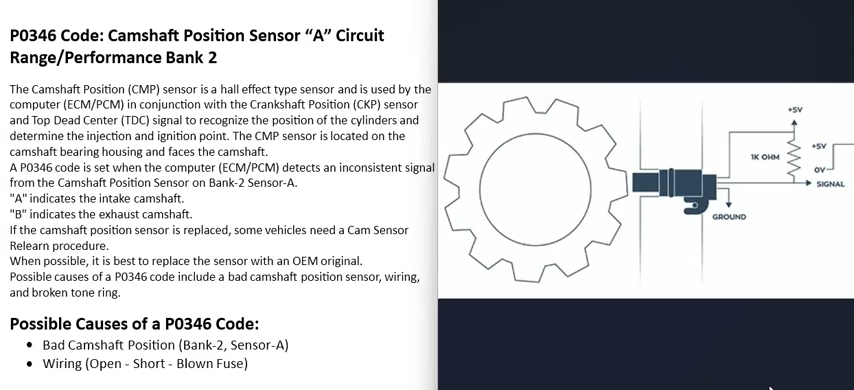 P0346 Code: Camshaft Position Sensor “A” Circuit
Range/Performance Bank 2
The Camshaft Position (CMP) sensor is a hall effect type sensor and is used by the
computer (ECM/PCM) in conjunction with the Crankshaft Position (CKP) sensor
and Top Dead Center (TDC) signal to recognize the position of the cylinders and
determine the injection and ignition point. The CMP sensor is located on the
camshaft bearing housing and faces the camshaft.
A P0346 code is set when the computer (ECM/PCM) detects an inconsistent signal
from the Camshaft Position Sensor on Bank-2 Sensor-A.
"A" indicates the intake camshaft.
"B" indicates the exhaust camshaft.
If the camshaft position sensor is replaced, some vehicles need a Cam Sensor
Relearn procedure.
When possible, it is best to replace the sensor with an OEM original.
Possible causes of a P0346 code include a bad camshaft position sensor, wiring,
and broken tone ring.
Possible Causes of a P0346 Code:
• Bad Camshaft Position (Bank-2, Sensor-A)
• Wiring (Open - Short - Blown Fuse)
+5V
+5V
1K OHM
0V
SIGNAL
GROUND